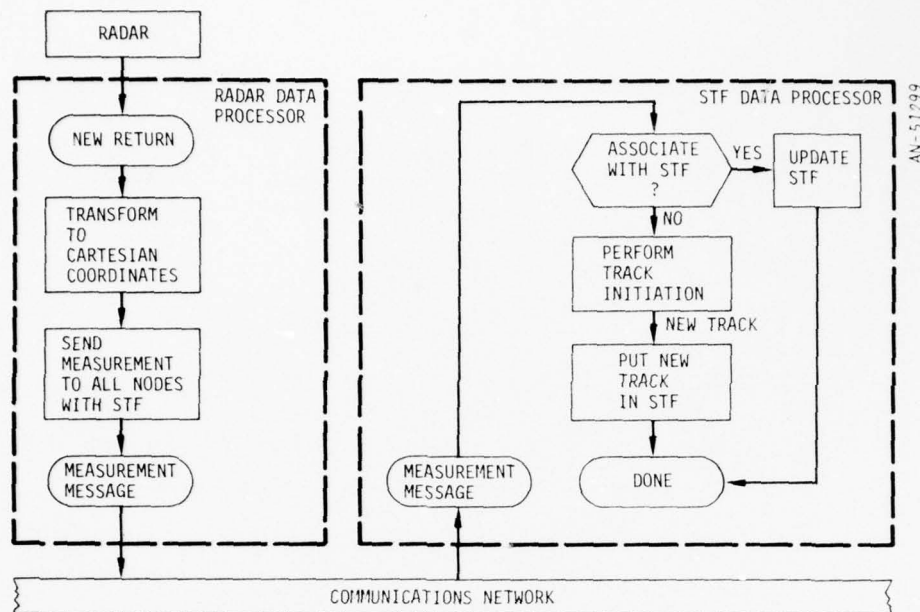 RADAR
RADAR DATA
PROCESSOR
NEW RETURN
TRANSFORM
TO
CARTESIAN
COORDINATES
SEND
MEASUREMENT
TO ALL NODES
WITH STF
MEASUREMENT
MESSAGE
STF DATA PROCESSOR
ASSOCIATE
WITH STF
?
YES
UPDATE
STF
NO
PERFORM
TRACK
INITIATION
NEW TRACK
PUT NEW
TRACK
IN STF
DONE
MEASUREMENT
MESSAGE
COMMUNICATIONS NETWORK
AN-51299